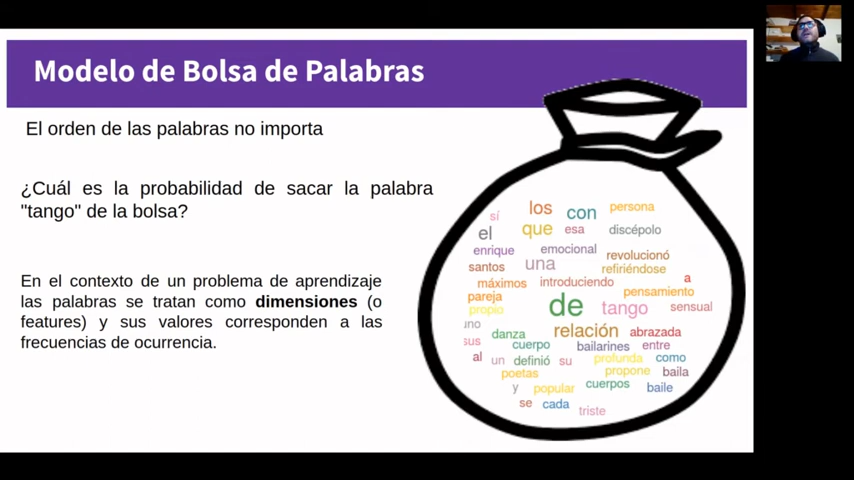 Modelo de Bolsa de Palabras
El orden de las palabras no importa
¿Cuál es la probabilidad de sacar la palabra
"tango" de la bolsa?
En el contexto de un problema de aprendizaje
las palabras se tratan como dimensiones (o
features) y sus valores corresponden a las
frecuencias de ocurrencia.
sí los con persona
el que esa discépolo
enrique emocional revolucionó
santos una refiriéndose
máximos introduciendo a
pareja de pensamiento
propio tango sensual
uno danza relación abrazada
sus cuerpo bailarines entre
al un definió su profunda como
poetas propone baila
y popular cuerpos baile
se cada
triste